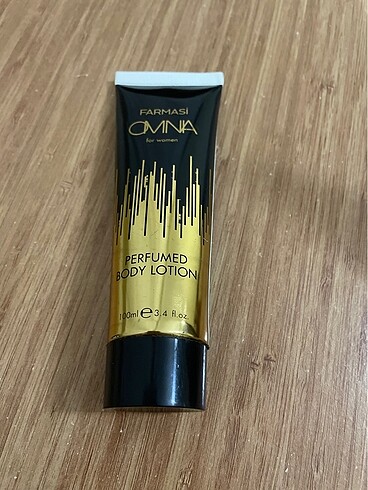 FARMASİ
OMNIA
for women
PERFUMED
BODY LOTION
100ml e 3.4 fl.oz.